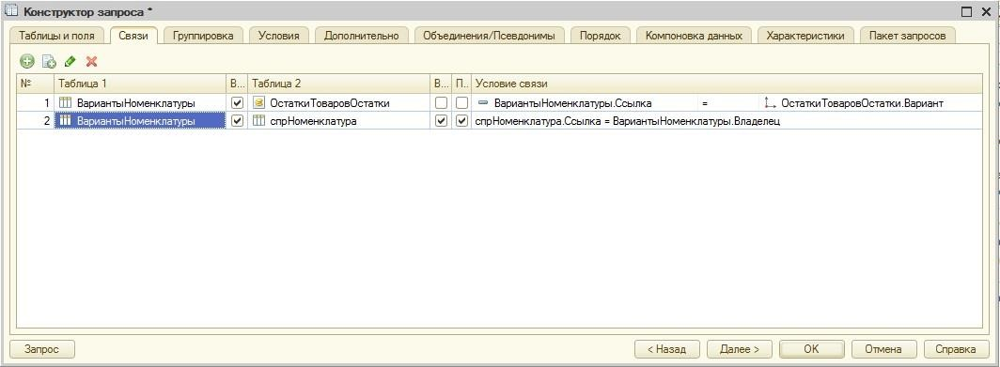 Конструктор запроса *
Таблицы и поля Связи Группировка Условия Дополнительно Объединения/Псевдонимы Порядок Компоновка данных Характеристики Пакет запросов
№ Таблица 1 В... Таблица 2 В... П... Условие связи
1 ВариантыНоменклатуры ОстаткиТоваровОстатки ВариантыНоменклатуры.Ссылка = ОстаткиТоваровОстатки.Вариант
2 ВариантыНоменклатуры спрНоменклатура спрНоменклатура.Ссылка = ВариантыНоменклатуры.Владелец
Запрос < Назад Далее > OK Отмена Справка